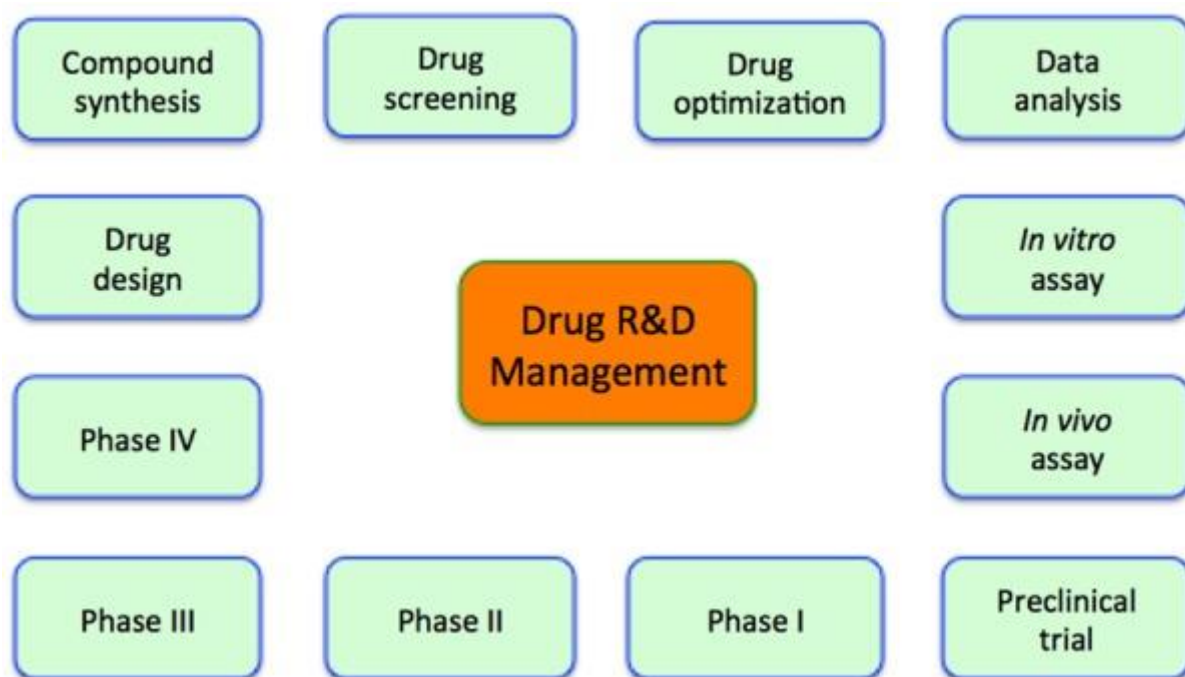 Compound
synthesis
Drug
screening
Drug
optimization
Data
analysis
Drug
design
In vitro
assay
Drug R&D
Management
Phase IV
In vivo
assay
Phase III
Phase II
Phase I
Preclinical
trial